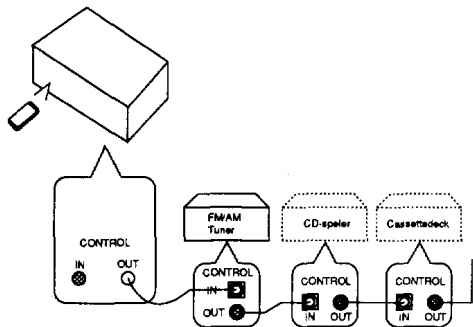 CONTROL
IN OUT
FM/AM
Tuner
CONTROL
IN
OUT
CD-speler
CONTROL
IN OUT
Cassettedeck
CONTROL
IN OUT